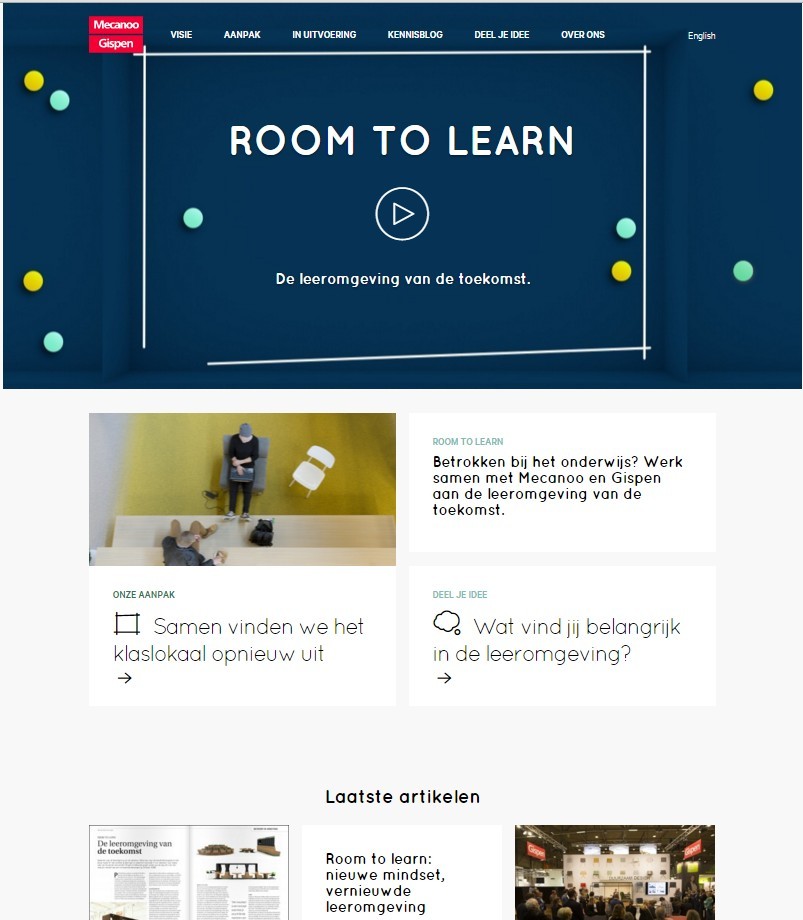 Mecanoo
Gispen
VISIE
AANPAK
IN UITVOERING
KENNISBLOG
DEEL JE IDEE
OVER ONS
English
ROOM TO LEARN
De leeromgeving van de toekomst.
ROOM TO LEARN
Betrokken bij het onderwijs? Werk
samen met Mecanoo en Gispen
aan de leeromgeving van de
toekomst.
ONZE AANPAK
Samen vinden we het
klaslokaal opnieuw uit
DEEL JE IDEE
Wat vind jij belangrijk
in de leeromgeving?
Laatste artikelen
De leeromgeving van
de toekomst
Room to learn:
nieuwe mindset,
vernieuwde
leeromgeving
Gispen
Gispen